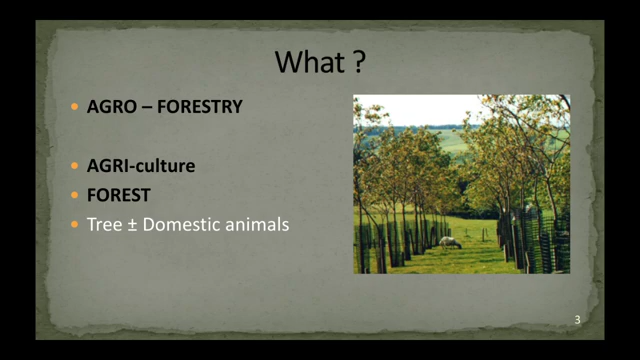 What ?
AGRO – FORESTRY
AGRI-culture
FOREST
Tree ± Domestic animals
3